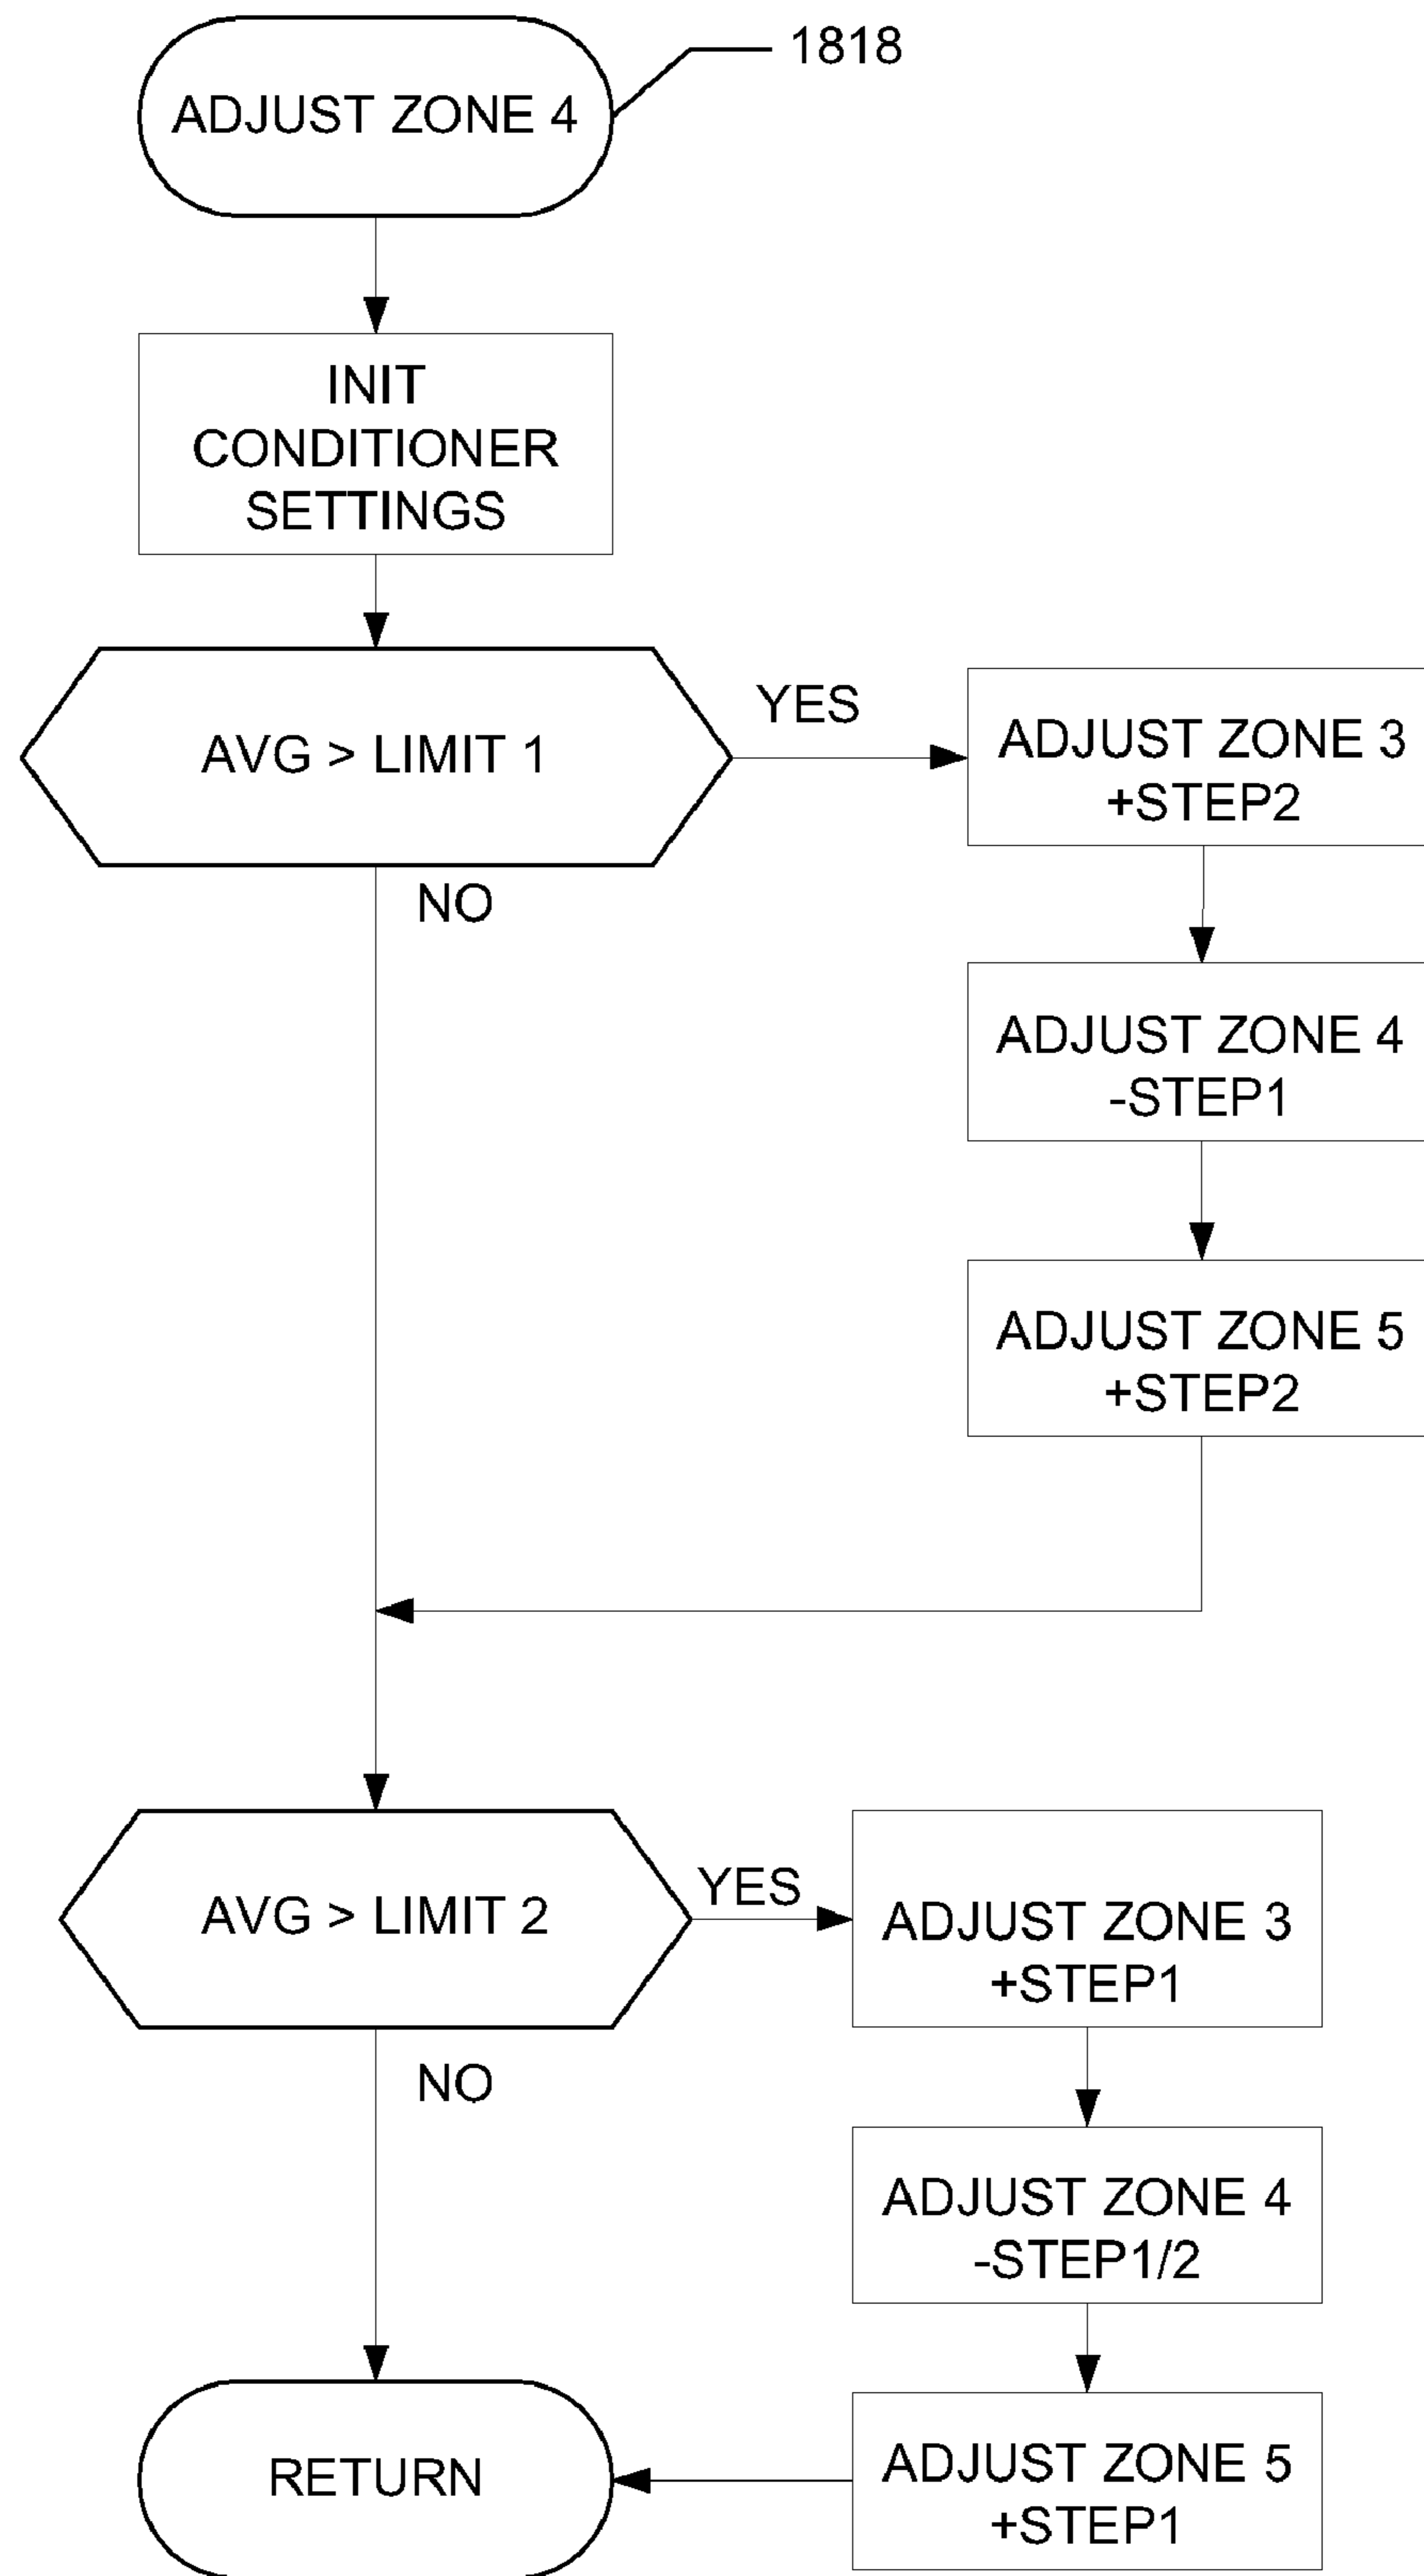 1818
ADJUST ZONE 4
INIT
CONDITIONER
SETTINGS
AVG > LIMIT 1
YES
ADJUST ZONE 3
+STEP2
NO
ADJUST ZONE 4
-STEP1
ADJUST ZONE 5
+STEP2
AVG > LIMIT 2
YES
ADJUST ZONE 3
+STEP1
NO
ADJUST ZONE 4
-STEP1/2
ADJUST ZONE 5
+STEP1
RETURN